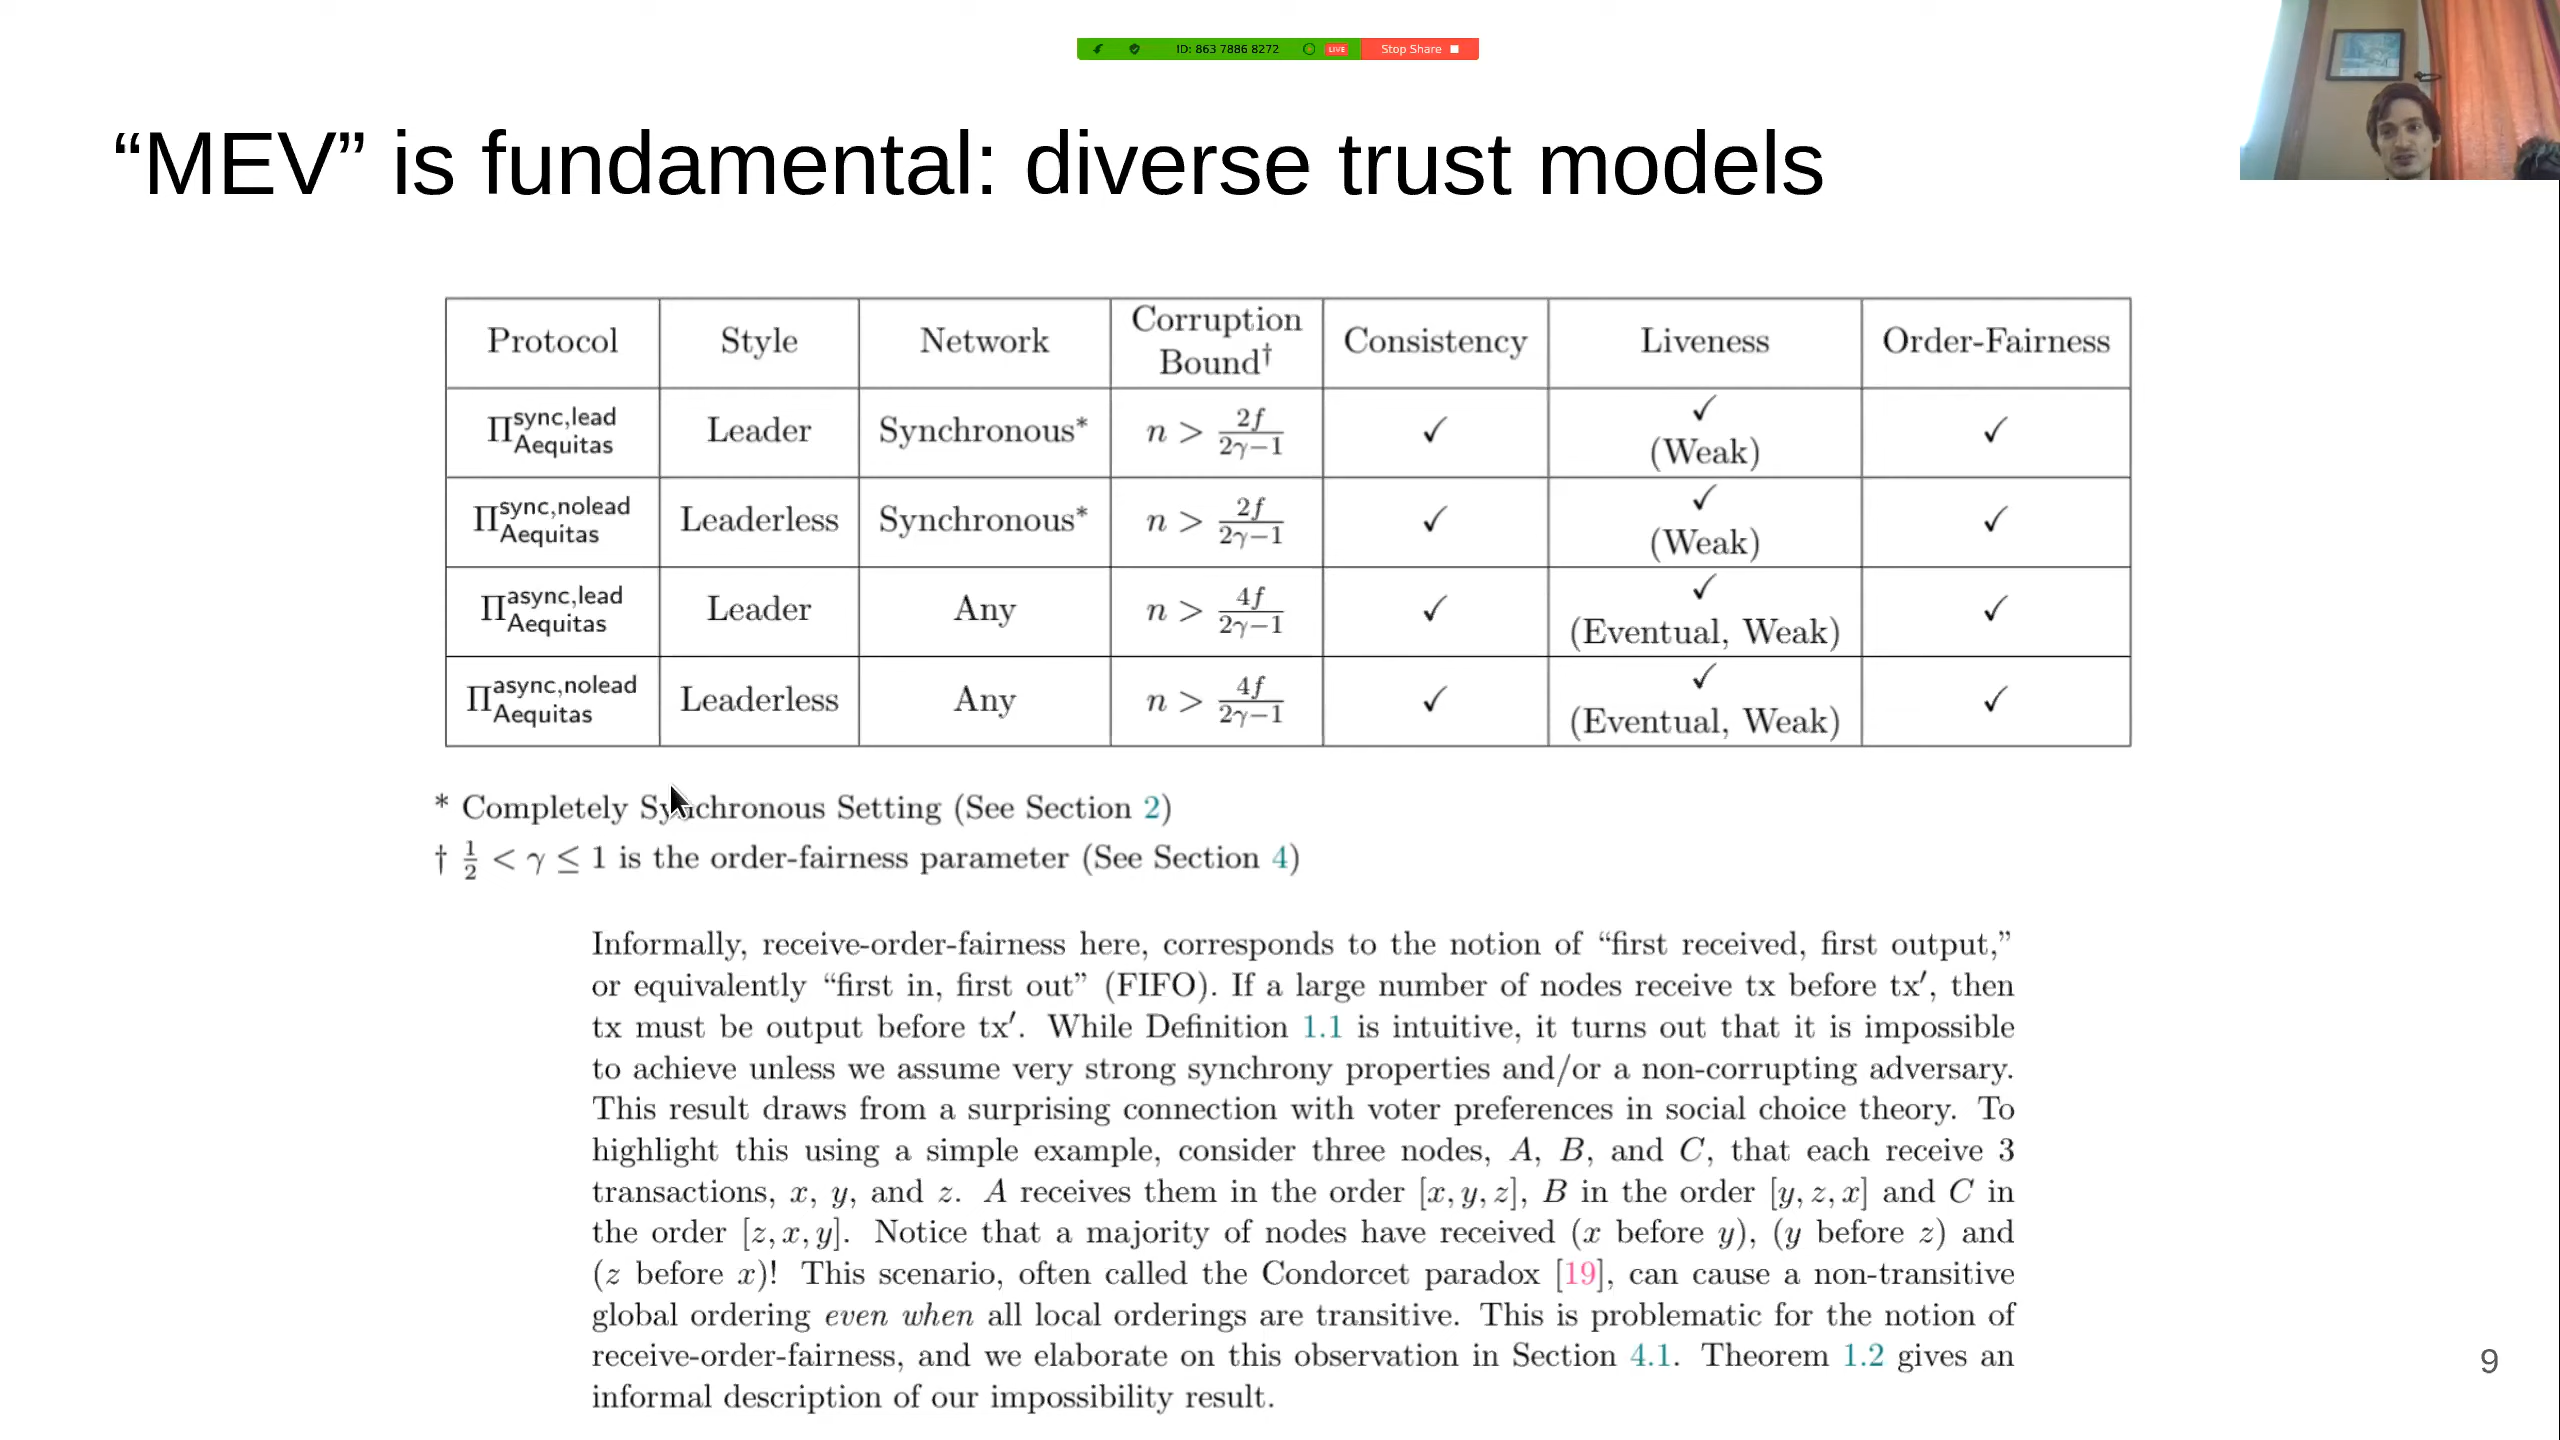 ID: 863 7886 8272 LIVE Stop Share
“MEV” is fundamental: diverse trust models
Protocol Style Network Corruption Bound† Consistency Liveness Order-Fairness
Π^sync,lead_Aequitas Leader Synchronous* n > 2f/(2γ−1) ✓ ✓ (Weak) ✓
Π^sync,nolead_Aequitas Leaderless Synchronous* n > 2f/(2γ−1) ✓ ✓ (Weak) ✓
Π^async,lead_Aequitas Leader Any n > 4f/(2γ−1) ✓ ✓ (Eventual, Weak) ✓
Π^async,nolead_Aequitas Leaderless Any n > 4f/(2γ−1) ✓ ✓ (Eventual, Weak) ✓
* Completely Synchronous Setting (See Section 2)
† 1/2 < γ ≤ 1 is the order-fairness parameter (See Section 4)
Informally, receive-order-fairness here, corresponds to the notion of “first received, first output,”
or equivalently “first in, first out” (FIFO). If a large number of nodes receive tx before tx′, then
tx must be output before tx′. While Definition 1.1 is intuitive, it turns out that it is impossible
to achieve unless we assume very strong synchrony properties and/or a non-corrupting adversary.
This result draws from a surprising connection with voter preferences in social choice theory. To
highlight this using a simple example, consider three nodes, A, B, and C, that each receive 3
transactions, x, y, and z. A receives them in the order [x, y, z], B in the order [y, z, x] and C in
the order [z, x, y]. Notice that a majority of nodes have received (x before y), (y before z) and
(z before x)! This scenario, often called the Condorcet paradox [19], can cause a non-transitive
global ordering even when all local orderings are transitive. This is problematic for the notion of
receive-order-fairness, and we elaborate on this observation in Section 4.1. Theorem 1.2 gives an
informal description of our impossibility result.
9